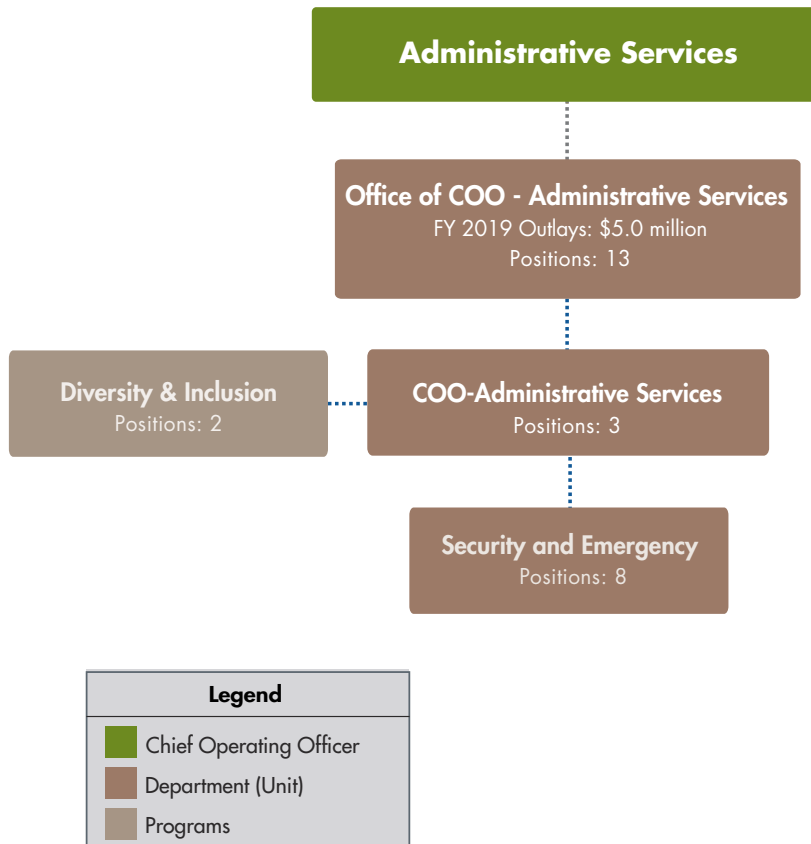 Administrative Services
Office of COO - Administrative Services
FY 2019 Outlays: $5.0 million
Positions: 13
Diversity & Inclusion
Positions: 2
COO-Administrative Services
Positions: 3
Security and Emergency
Positions: 8
Legend
Chief Operating Officer
Department (Unit)
Programs